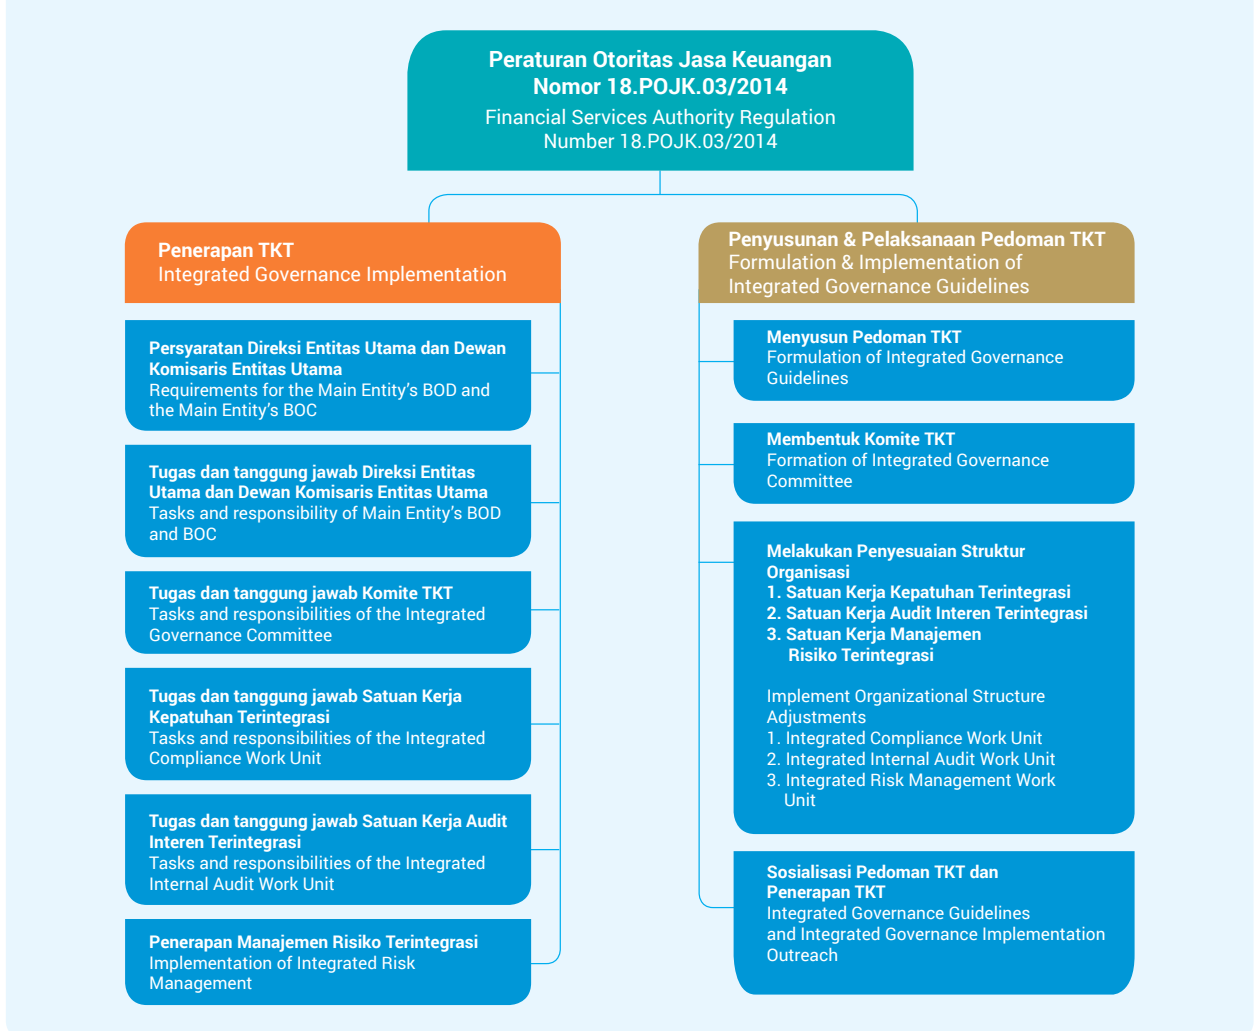 Peraturan Otoritas Jasa Keuangan
Nomor 18.POJK.03/2014
Financial Services Authority Regulation
Number 18.POJK.03/2014
Penerapan TKT
Integrated Governance Implementation
Persyaratan Direksi Entitas Utama dan Dewan
Komisaris Entitas Utama
Requirements for the Main Entity's BOD and
the Main Entity's BOC
Tugas dan tanggung jawab Direksi Entitas
Utama dan Dewan Komisaris Entitas Utama
Tasks and responsibility of Main Entity's BOD
and BOC
Tugas dan tanggung jawab Komite TKT
Tasks and responsibilities of the Integrated
Governance Committee
Tugas dan tanggung jawab Satuan Kerja
Kepatuhan Terintegrasi
Tasks and responsibilities of the Integrated
Compliance Work Unit
Tugas dan tanggung jawab Satuan Kerja Audit
Interen Terintegrasi
Tasks and responsibilities of the Integrated
Internal Audit Work Unit
Penerapan Manajemen Risiko Terintegrasi
Implementation of Integrated Risk
Management
Penyusunan & Pelaksanaan Pedoman TKT
Formulation & Implementation of
Integrated Governance Guidelines
Menyusun Pedoman TKT
Formulation of Integrated Governance
Guidelines
Membentuk Komite TKT
Formation of Integrated Governance
Committee
Melakukan Penyesuaian Struktur
Organisasi
1. Satuan Kerja Kepatuhan Terintegrasi
2. Satuan Kerja Audit Interen Terintegrasi
3. Satuan Kerja Manajemen
Risiko Terintegrasi
Implement Organizational Structure
Adjustments
1. Integrated Compliance Work Unit
2. Integrated Internal Audit Work Unit
3. Integrated Risk Management Work
Unit
Sosialisasi Pedoman TKT dan
Penerapan TKT
Integrated Governance Guidelines
and Integrated Governance Implementation
Outreach